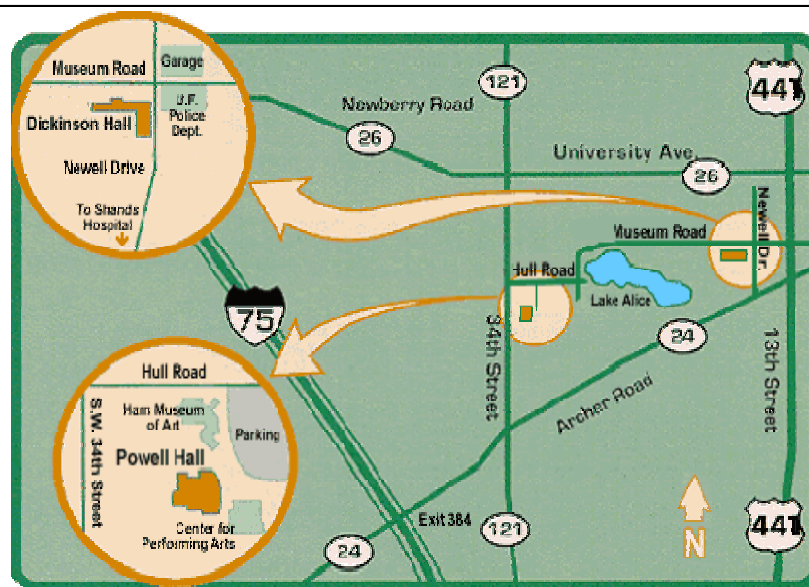 Museum Road
Garage
Dickinson Hall
U.F.
Police
Dept.
Newell Drive
To Shands
Hospital
121
441
Newberry Road
26
University Ave.
26
Newell Dr.
Museum Road
Hull Road
Lake Alice
75
34th Street
24
13th Street
Archer Road
Hull Road
S.W. 34th Street
Harn Museum
of Art
Parking
Powell Hall
Center for
Performing Arts
Exit 384
24
121
N
441